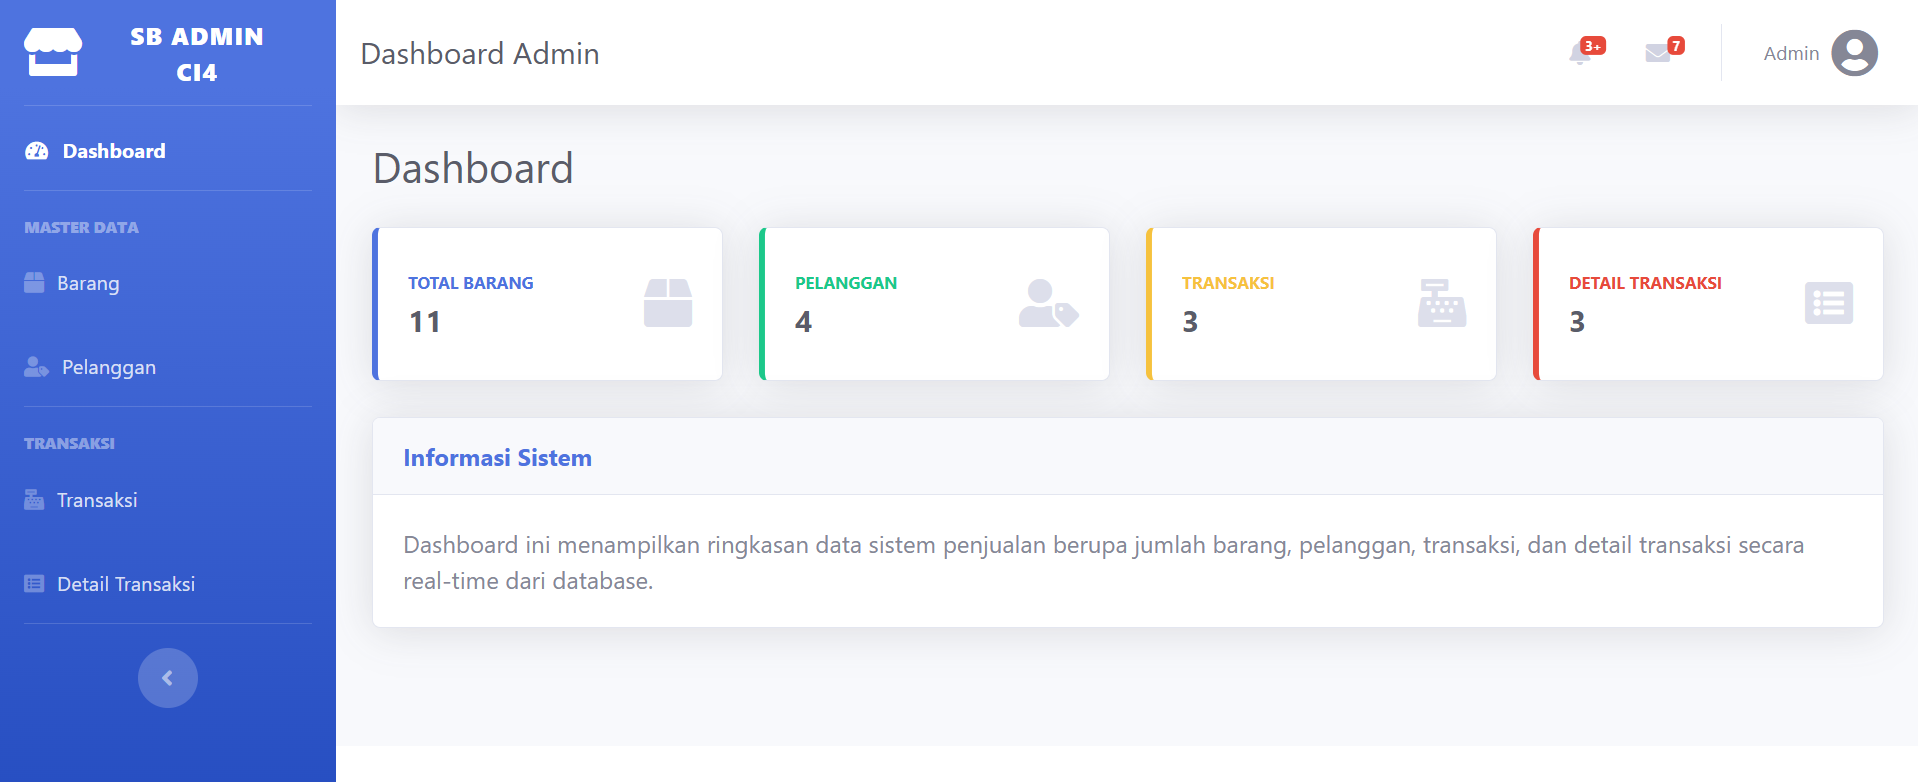 SB ADMIN
CI4
Dashboard
MASTER DATA
Barang
Pelanggan
TRANSAKSI
Transaksi
Detail Transaksi
Dashboard Admin
3+
7
Admin
Dashboard
TOTAL BARANG
11
PELANGGAN
4
TRANSAKSI
3
DETAIL TRANSAKSI
3
Informasi Sistem
Dashboard ini menampilkan ringkasan data sistem penjualan berupa jumlah barang, pelanggan, transaksi, dan detail transaksi secara
real-time dari database.